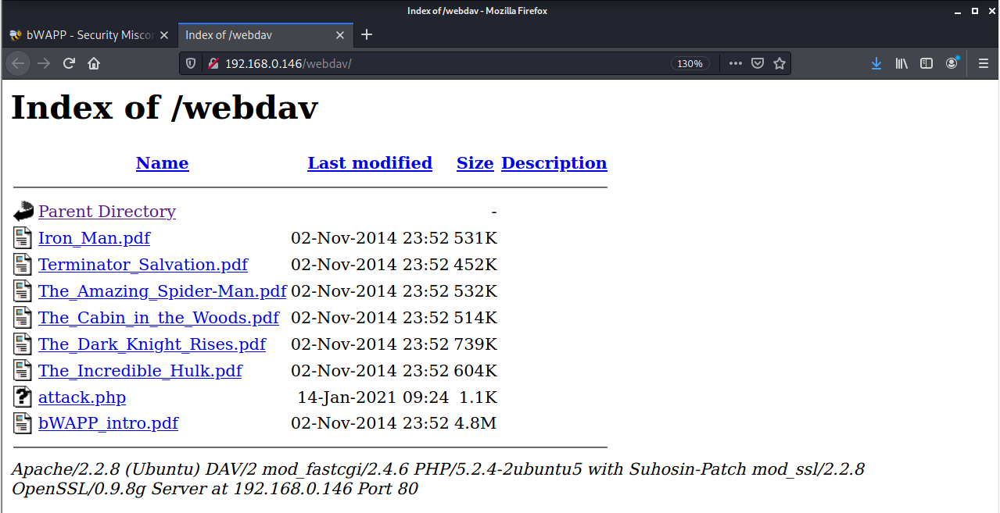 Index of /webdav - Mozilla Firefox
bWAPP - Security Miscon
Index of /webdav
192.168.0.146/webdav/
130%
Index of /webdav
Name Last modified Size Description
Parent Directory -
Iron_Man.pdf 02-Nov-2014 23:52 531K
Terminator_Salvation.pdf 02-Nov-2014 23:52 452K
The_Amazing_Spider-Man.pdf 02-Nov-2014 23:52 532K
The_Cabin_in_the_Woods.pdf 02-Nov-2014 23:52 514K
The_Dark_Knight_Rises.pdf 02-Nov-2014 23:52 739K
The_Incredible_Hulk.pdf 02-Nov-2014 23:52 604K
attack.php 14-Jan-2021 09:24 1.1K
bWAPP_intro.pdf 02-Nov-2014 23:52 4.8M
Apache/2.2.8 (Ubuntu) DAV/2 mod_fastcgi/2.4.6 PHP/5.2.4-2ubuntu5 with Suhosin-Patch mod_ssl/2.2.8
OpenSSL/0.9.8g Server at 192.168.0.146 Port 80